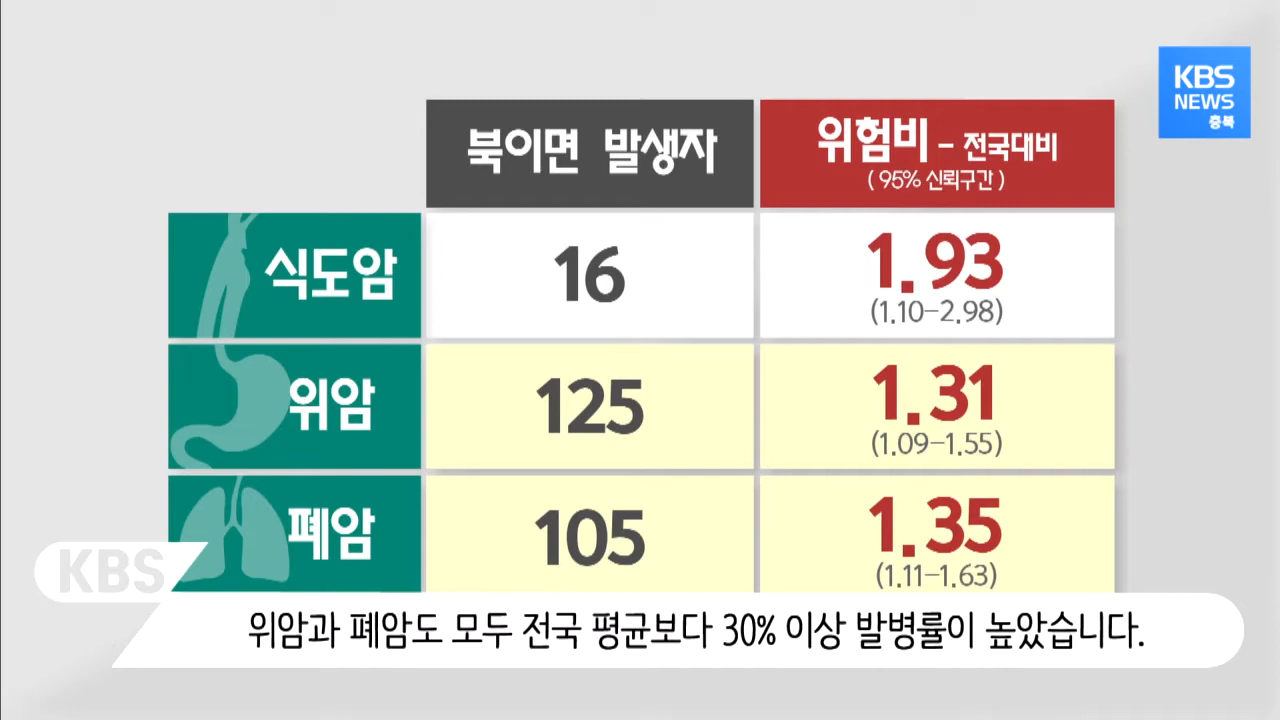 KBS
NEWS
충북
북이면 발생자
위험비 - 전국대비
( 95% 신뢰구간 )
식도암
16
1.93
(1.10-2.98)
위암
125
1.31
(1.09-1.55)
폐암
105
1.35
(1.11-1.63)
KBS
위암과 폐암도 모두 전국 평균보다 30% 이상 발병률이 높았습니다.